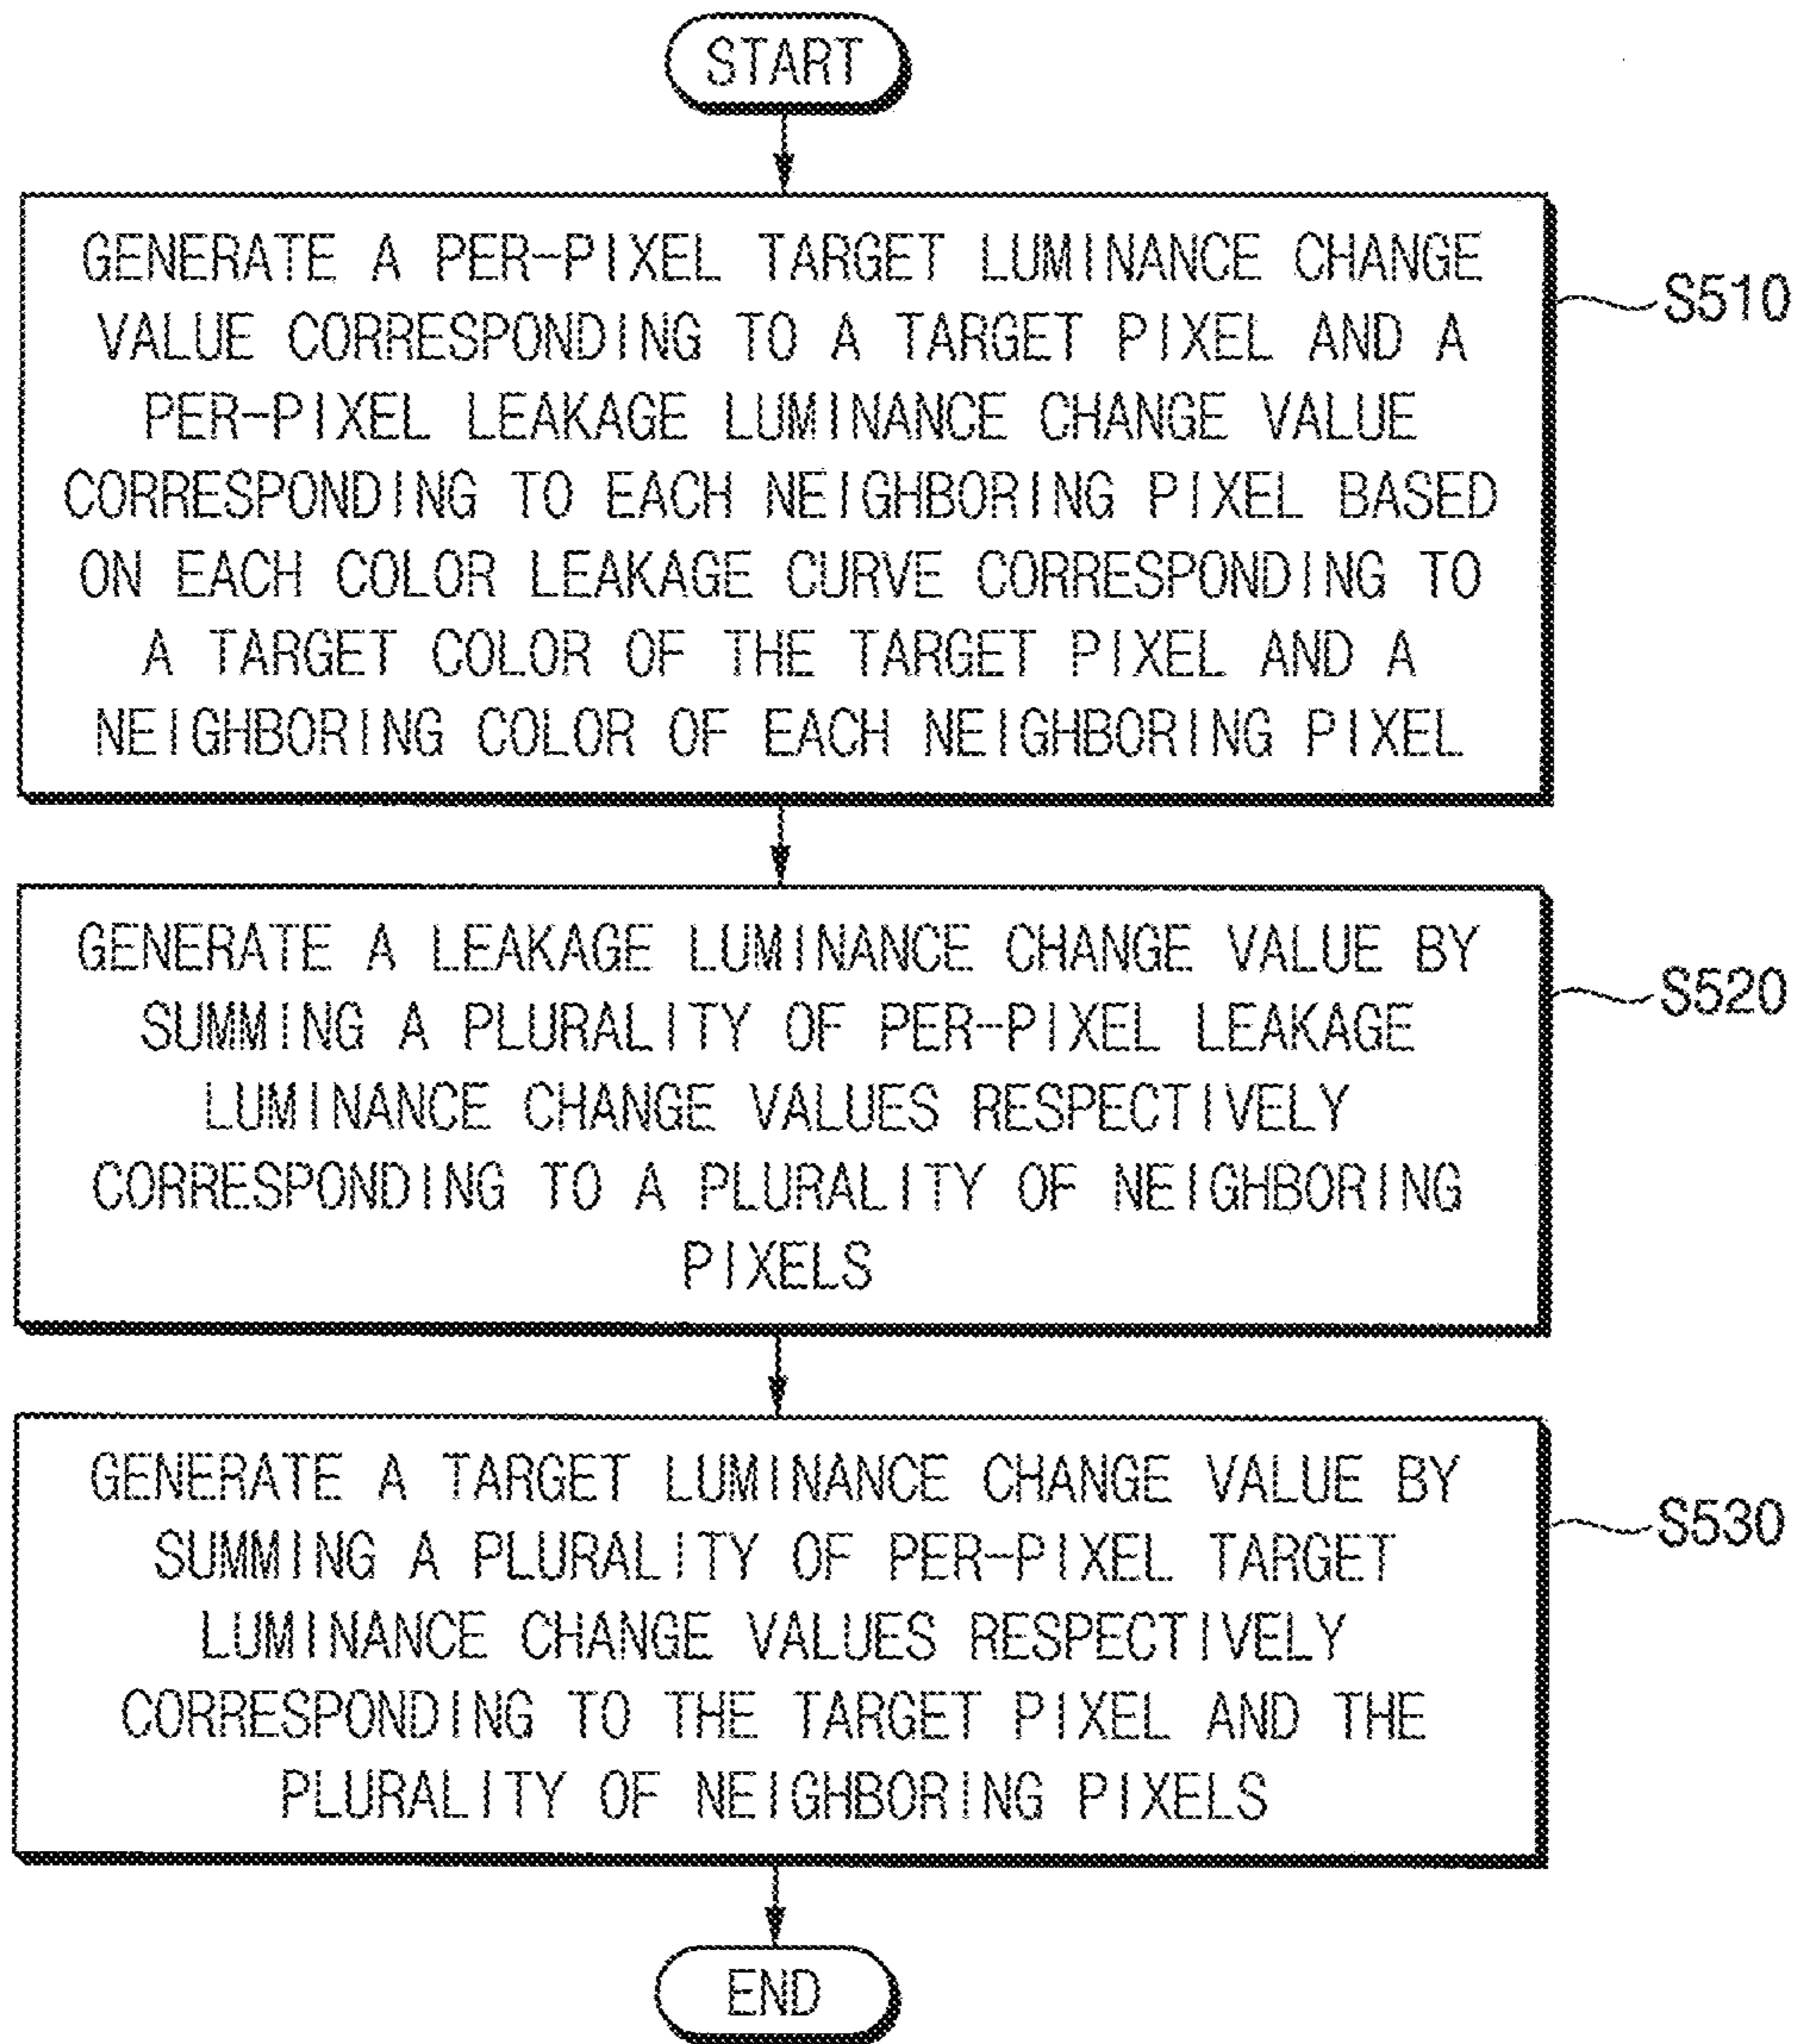 START
GENERATE A PER-PIXEL TARGET LUMINANCE CHANGE
VALUE CORRESPONDING TO A TARGET PIXEL AND A
PER-PIXEL LEAKAGE LUMINANCE CHANGE VALUE
CORRESPONDING TO EACH NEIGHBORING PIXEL BASED
ON EACH COLOR LEAKAGE CURVE CORRESPONDING TO
A TARGET COLOR OF THE TARGET PIXEL AND A
NEIGHBORING COLOR OF EACH NEIGHBORING PIXEL
S510
GENERATE A LEAKAGE LUMINANCE CHANGE VALUE BY
SUMMING A PLURALITY OF PER-PIXEL LEAKAGE
LUMINANCE CHANGE VALUES RESPECTIVELY
CORRESPONDING TO A PLURALITY OF NEIGHBORING
PIXELS
S520
GENERATE A TARGET LUMINANCE CHANGE VALUE BY
SUMMING A PLURALITY OF PER-PIXEL TARGET
LUMINANCE CHANGE VALUES RESPECTIVELY
CORRESPONDING TO THE TARGET PIXEL AND THE
PLURALITY OF NEIGHBORING PIXELS
S530
END